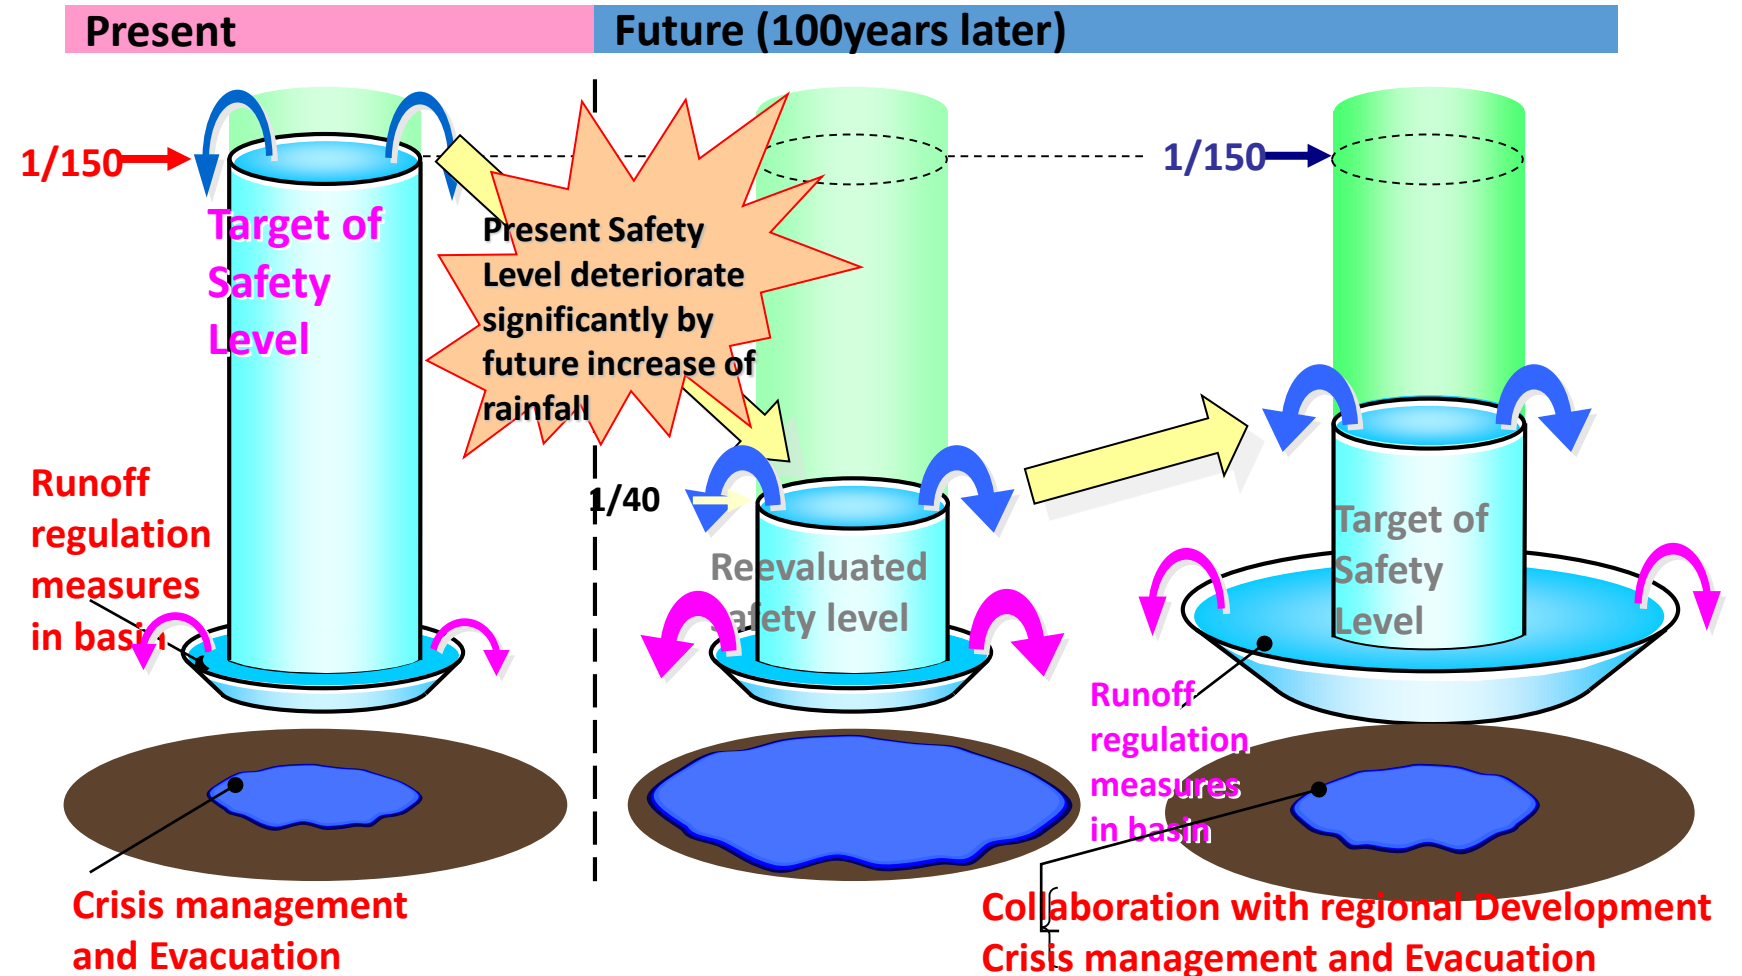 Present
Future (100years later)
1/150
Target of
Safety
Level
Present Safety
Level deteriorate
significantly by
future increase of
rainfall
1/150
Runoff
regulation
measures
in basin
1/40
Reevaluated
safety level
Target of
Safety
Level
Runoff
regulation
measures
in basin
Crisis management
and Evacuation
Collaboration with regional Development
Crisis management and Evacuation